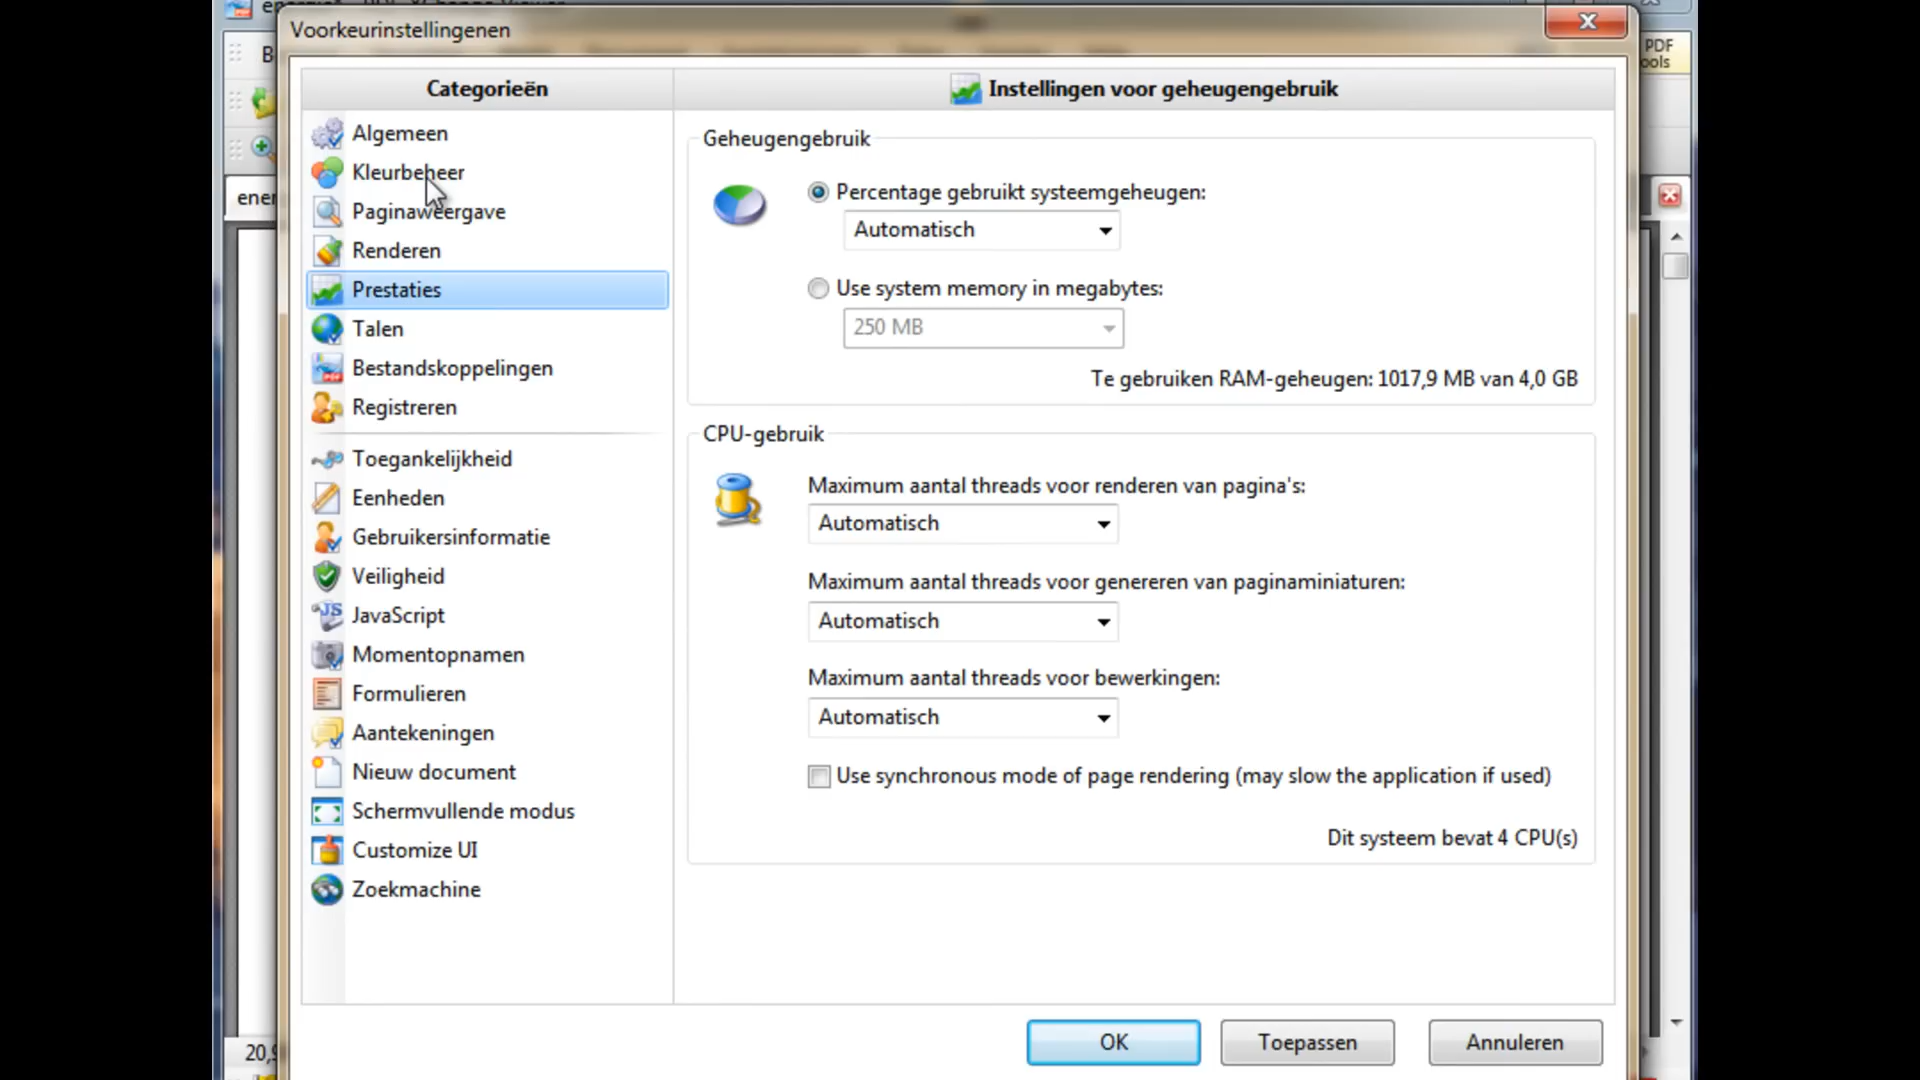 Voorkeurinstellingenen
PDF
ools
B
ener
Categorieën
Algemeen
Kleurbeheer
Paginaweergave
Renderen
Prestaties
Talen
Bestandskoppelingen
Registreren
Toegankelijkheid
Eenheden
Gebruikersinformatie
Veiligheid
JavaScript
Momentopnamen
Formulieren
Aantekeningen
Nieuw document
Schermvullende modus
Customize UI
Zoekmachine
Instellingen voor geheugengebruik
Geheugengebruik
Percentage gebruikt systeemgeheugen:
Automatisch
Use system memory in megabytes:
250 MB
Te gebruiken RAM-geheugen: 1017,9 MB van 4,0 GB
CPU-gebruik
Maximum aantal threads voor renderen van pagina's:
Automatisch
Maximum aantal threads voor genereren van paginaminiaturen:
Automatisch
Maximum aantal threads voor bewerkingen:
Automatisch
Use synchronous mode of page rendering (may slow the application if used)
Dit systeem bevat 4 CPU(s)
OK
Toepassen
Annuleren
20,9